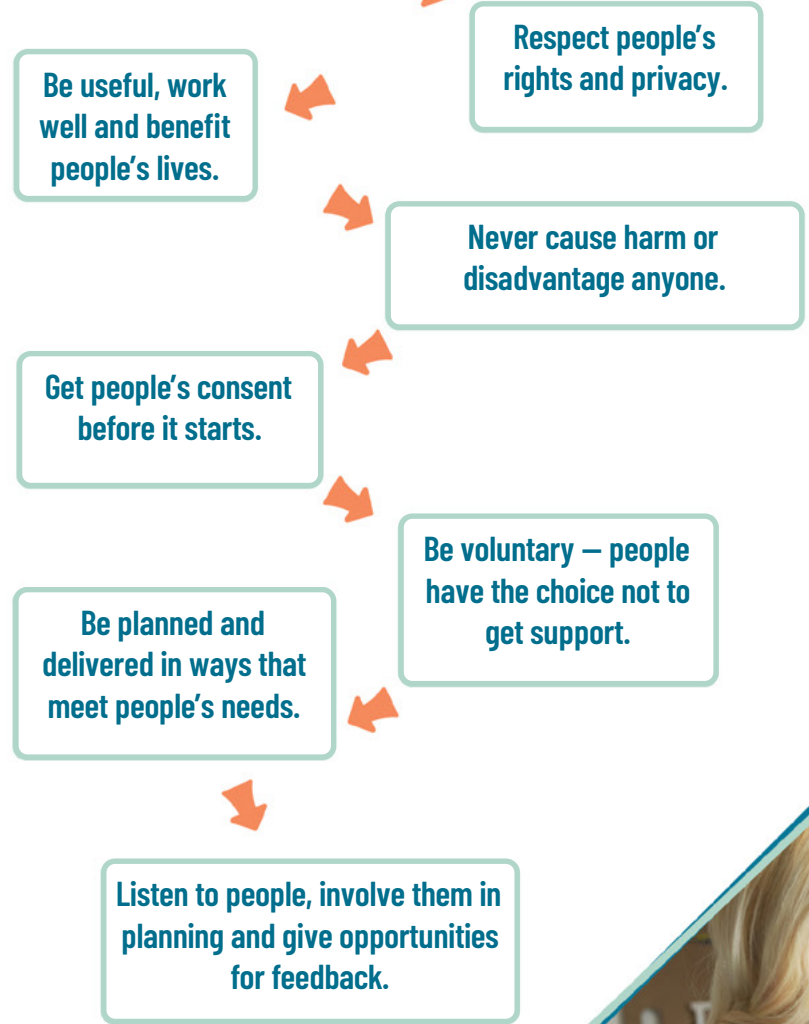 Respect people’s
rights and privacy.
Be useful, work
well and benefit
people’s lives.
Never cause harm or
disadvantage anyone.
Get people’s consent
before it starts.
Be voluntary – people
have the choice not to
get support.
Be planned and
delivered in ways that
meet people’s needs.
Listen to people, involve them in
planning and give opportunities
for feedback.